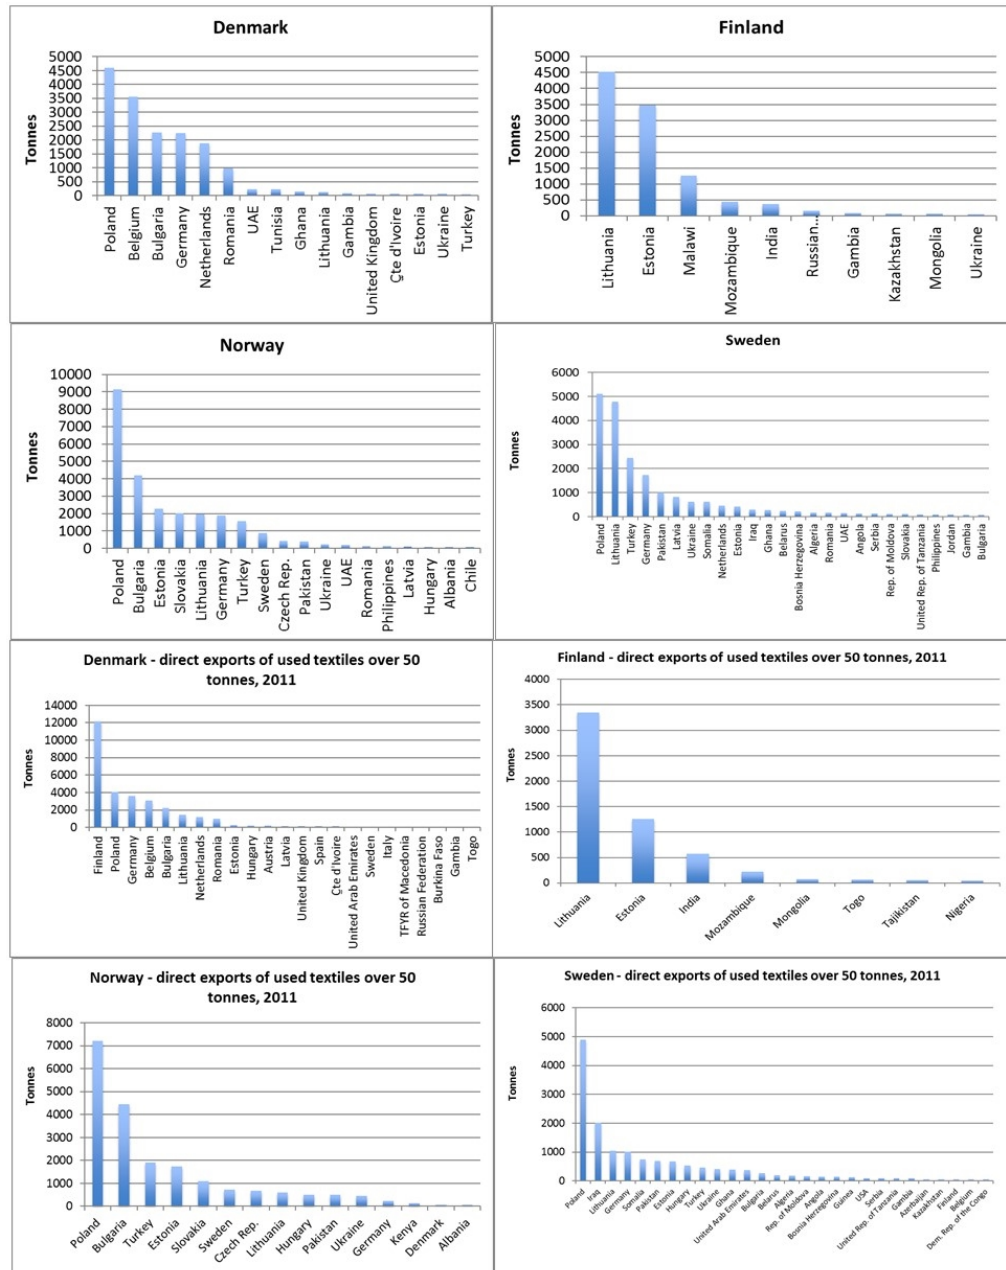 Denmark
Tonnes
5000
4500
4000
3500
3000
2500
2000
1500
1000
500
0
Poland
Belgium
Bulgaria
Germany
Netherlands
Romania
UAE
Tunisia
Ghana
Lithuania
Gambia
United Kingdom
Çte d'Ivoire
Estonia
Ukraine
Turkey
Finland
Tonnes
5000
4500
4000
3500
3000
2500
2000
1500
1000
500
0
Lithuania
Estonia
Malawi
Mozambique
India
Russian...
Gambia
Kazakhstan
Mongolia
Ukraine
Norway
Tonnes
10000
9000
8000
7000
6000
5000
4000
3000
2000
1000
0
Poland
Bulgaria
Estonia
Slovakia
Lithuania
Germany
Turkey
Sweden
Czech Rep.
Pakistan
Ukraine
UAE
Romania
Philippines
Latvia
Hungary
Albania
Chile
Sweden
Tonnes
6000
5000
4000
3000
2000
1000
0
Poland
Lithuania
Turkey
Germany
Pakistan
Latvia
Ukraine
Somalia
Netherlands
Estonia
Iraq
Ghana
Belarus
Bosnia Herzegovina
Algeria
Romania
UAE
Angola
Serbia
Rep. of Moldova
Slovakia
United Rep. of Tanzania
Philippines
Jordan
Gambia
Bulgaria
Denmark - direct exports of used textiles over 50
tonnes, 2011
Tonnes
14000
12000
10000
8000
6000
4000
2000
0
Finland
Poland
Germany
Belgium
Bulgaria
Lithuania
Netherlands
Romania
Estonia
Hungary
Austria
Latvia
United Kingdom
Spain
Çte d'Ivoire
United Arab Emirates
Sweden
Italy
TFYR of Macedonia
Russian Federation
Burkina Faso
Gambia
Togo
Finland - direct exports of used textiles over 50 tonnes, 2011
Tonnes
4000
3500
3000
2500
2000
1500
1000
500
0
Lithuania
Estonia
India
Mozambique
Mongolia
Togo
Tajikistan
Nigeria
Norway - direct exports of used textiles over 50
tonnes, 2011
Tonnes
8000
7000
6000
5000
4000
3000
2000
1000
0
Poland
Bulgaria
Turkey
Estonia
Slovakia
Sweden
Czech Rep.
Lithuania
Hungary
Pakistan
Ukraine
Germany
Kenya
Denmark
Albania
Sweden - direct exports of used textiles over 50 tonnes, 2011
Tonnes
6000
5000
4000
3000
2000
1000
0
Poland
Iraq
Lithuania
Germany
Somalia
Pakistan
Estonia
Hungary
Turkey
Ukraine
Ghana
United Arab Emirates
Bulgaria
Belarus
Algeria
Rep. of Moldova
Angola
Bosnia Herzegovina
Guinea
USA
Serbia
United Rep. of Tanzania
Gambia
Azerbaijan
Kazakhstan
Finland
Belgium
Dem. Rep. of the Congo